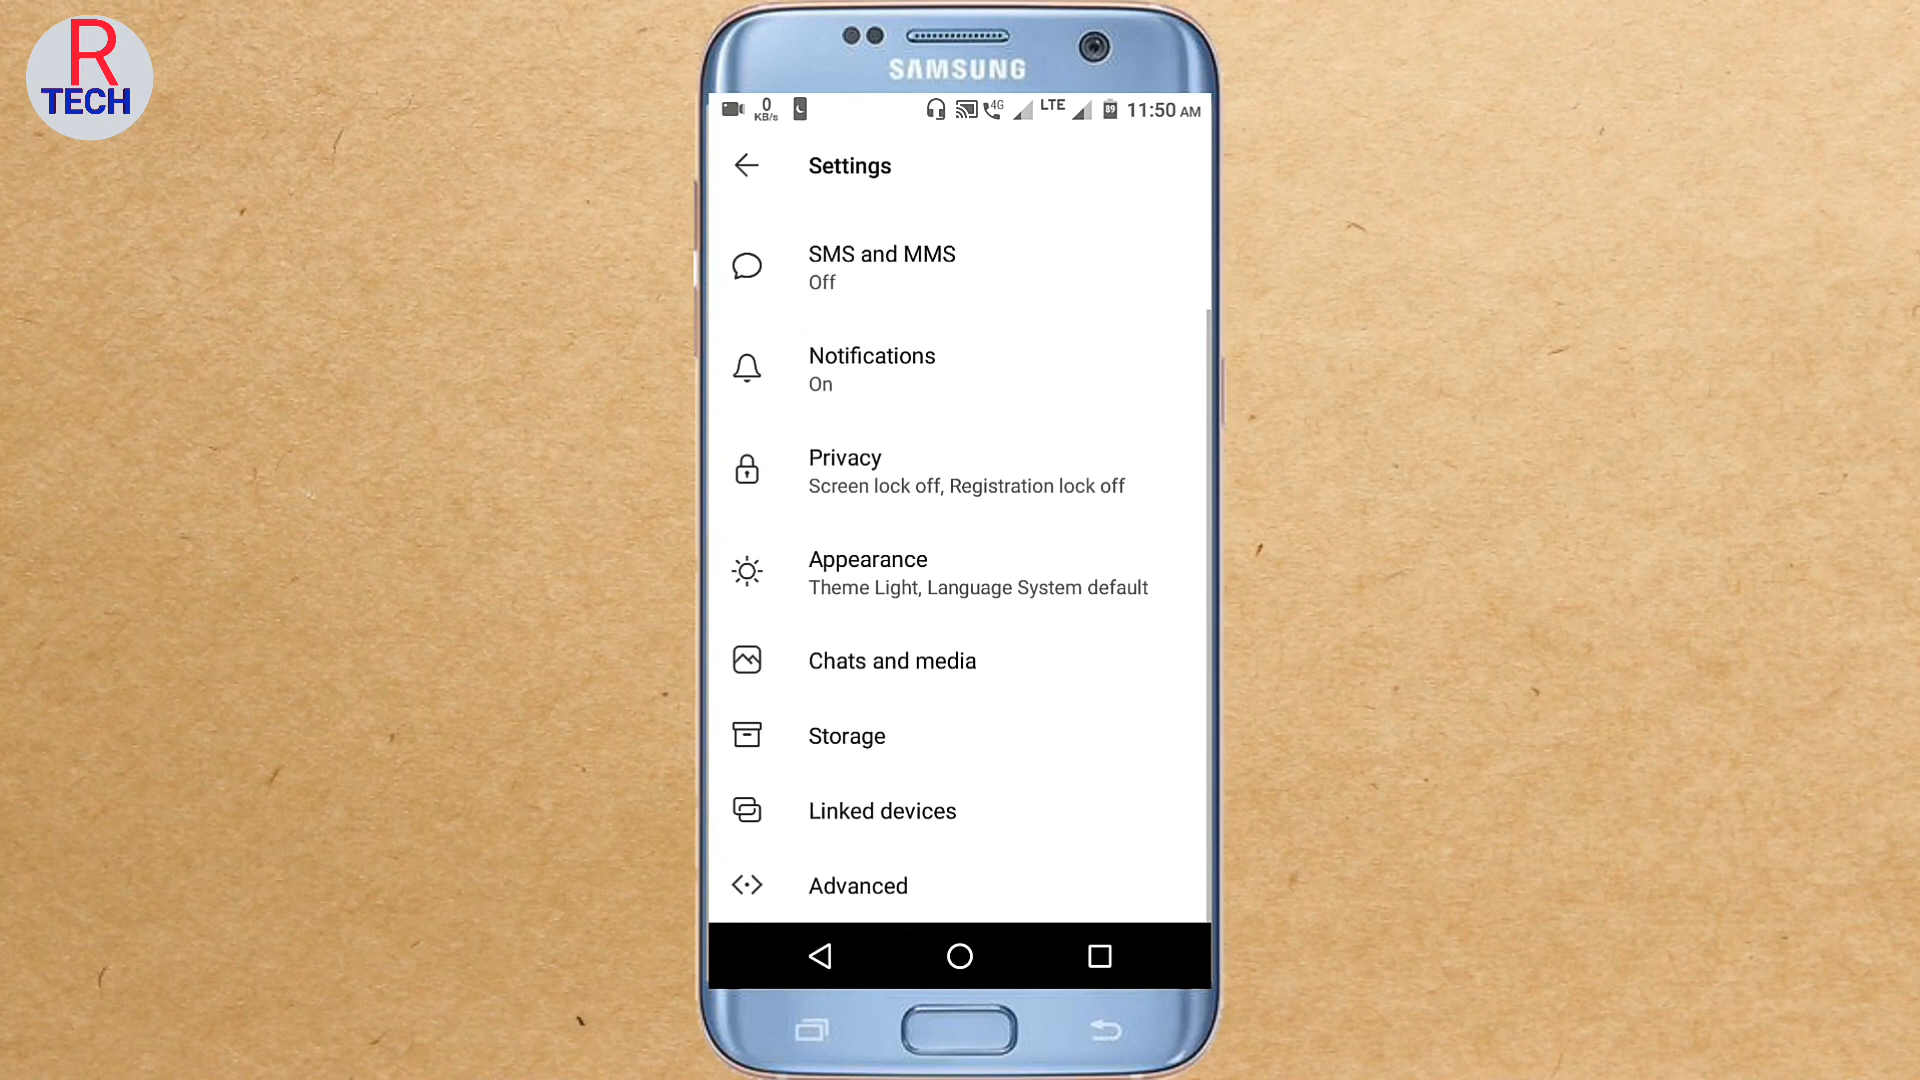 R
TECH
SAMSUNG
0
KB/s
4G
LTE
89
11:50 AM
Settings
SMS and MMS
Off
Notifications
On
Privacy
Screen lock off, Registration lock off
Appearance
Theme Light, Language System default
Chats and media
Storage
Linked devices
Advanced